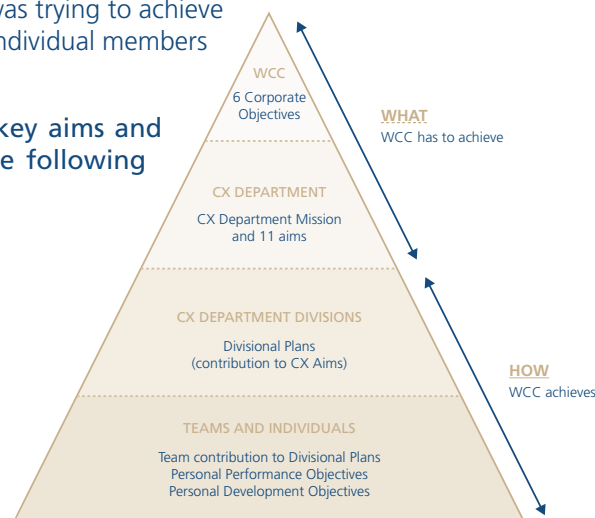 was trying to achieve
individual members
key aims and
e following
WCC
6 Corporate
Objectives
WHAT
WCC has to achieve
CX DEPARTMENT
CX Department Mission
and 11 aims
CX DEPARTMENT DIVISIONS
Divisional Plans
(contribution to CX Aims)
HOW
WCC achieves
TEAMS AND INDIVIDUALS
Team contribution to Divisional Plans
Personal Performance Objectives
Personal Development Objectives